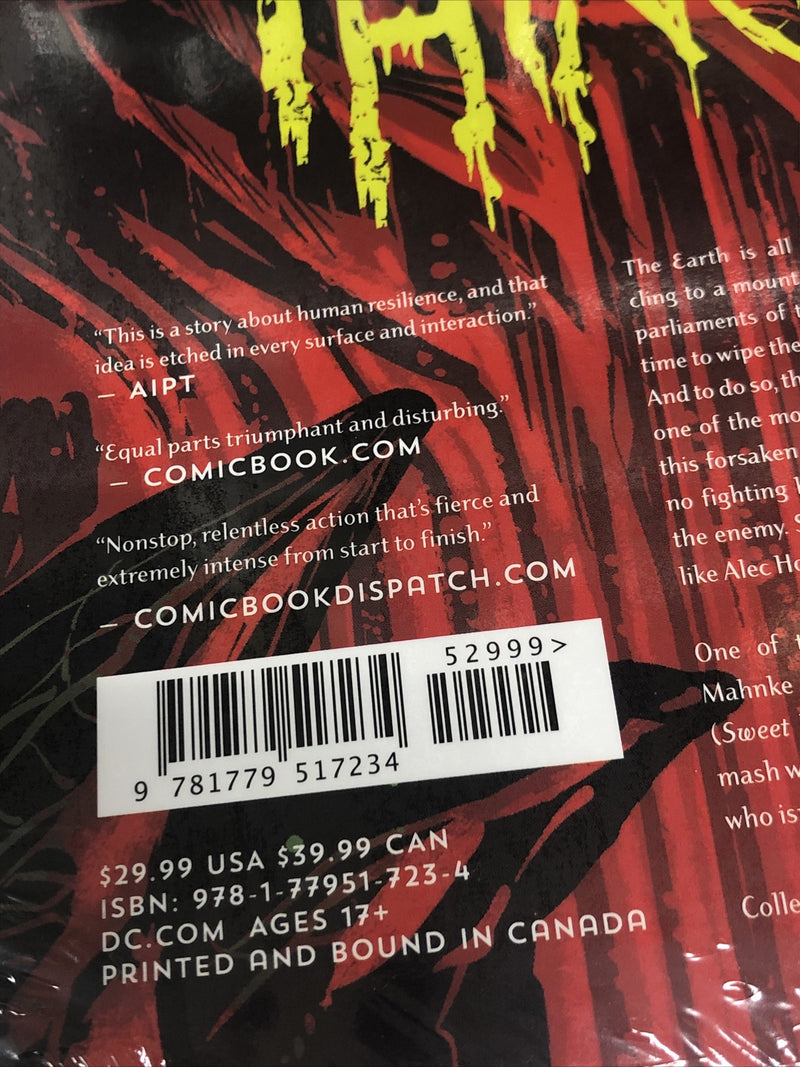 THING
“This is a story about human resilience, and that
idea is etched in every surface and interaction.”
— AIPT
“Equal parts triumphant and disturbing.”
— COMICBOOK.COM
“Nonstop, relentless action that’s fierce and
extremely intense from start to finish.”
— COMICBOOKDISPATCH.COM
52999>
9 781779 517234
$29.99 USA $39.99 CAN
ISBN: 978-1-77951-723-4
DC.COM AGES 17+
PRINTED AND BOUND IN CANADA
The Earth is all
cling to a mount
parliaments of
time to wipe the
And to do so, th
one of the mo
this forsaken
no fighting
the enemy.
like Alec Ho
One of
Mahnke
(Sweet
mash w
who is
Colle